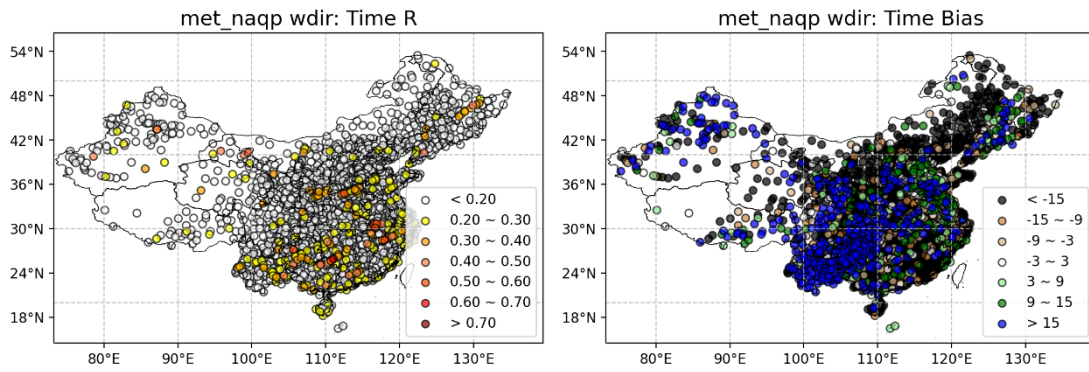 met_naqp wdir: Time R
54°N
48°N
42°N
36°N
30°N
24°N
18°N
80°E
90°E
100°E
110°E
120°E
130°E
< 0.20
0.20 ~ 0.30
0.30 ~ 0.40
0.40 ~ 0.50
0.50 ~ 0.60
0.60 ~ 0.70
> 0.70
met_naqp wdir: Time Bias
54°N
48°N
42°N
36°N
30°N
24°N
18°N
80°E
90°E
100°E
110°E
120°E
130°E
< -15
-15 ~ -9
-9 ~ -3
-3 ~ 3
3 ~ 9
9 ~ 15
> 15